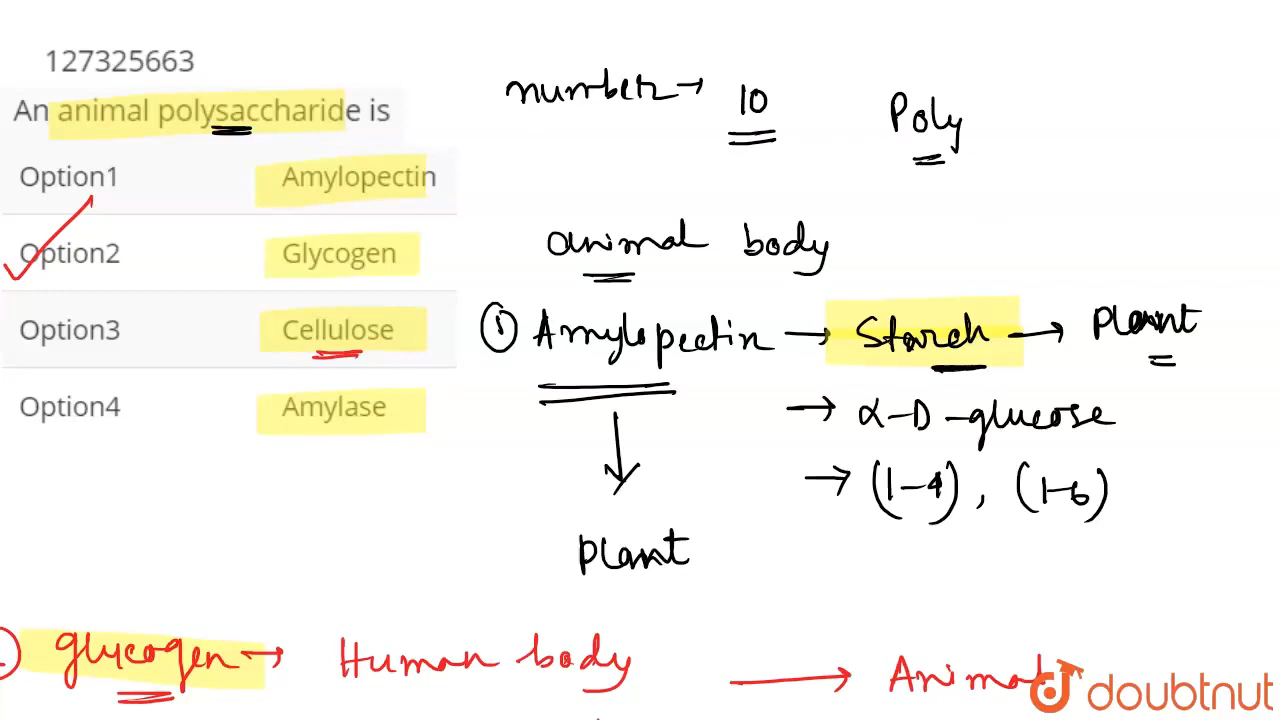 127325663
An animal polysaccharide is
Option1 Amylopectin
Option2 Glycogen
Option3 Cellulose
Option4 Amylase
number → 10 Poly
animal body
① Amylopectin → Starch → Plant
→ α-D-glucose
→ (1-4), (1-6)
Plant
glycogen → Human body → Animal
doubtnut